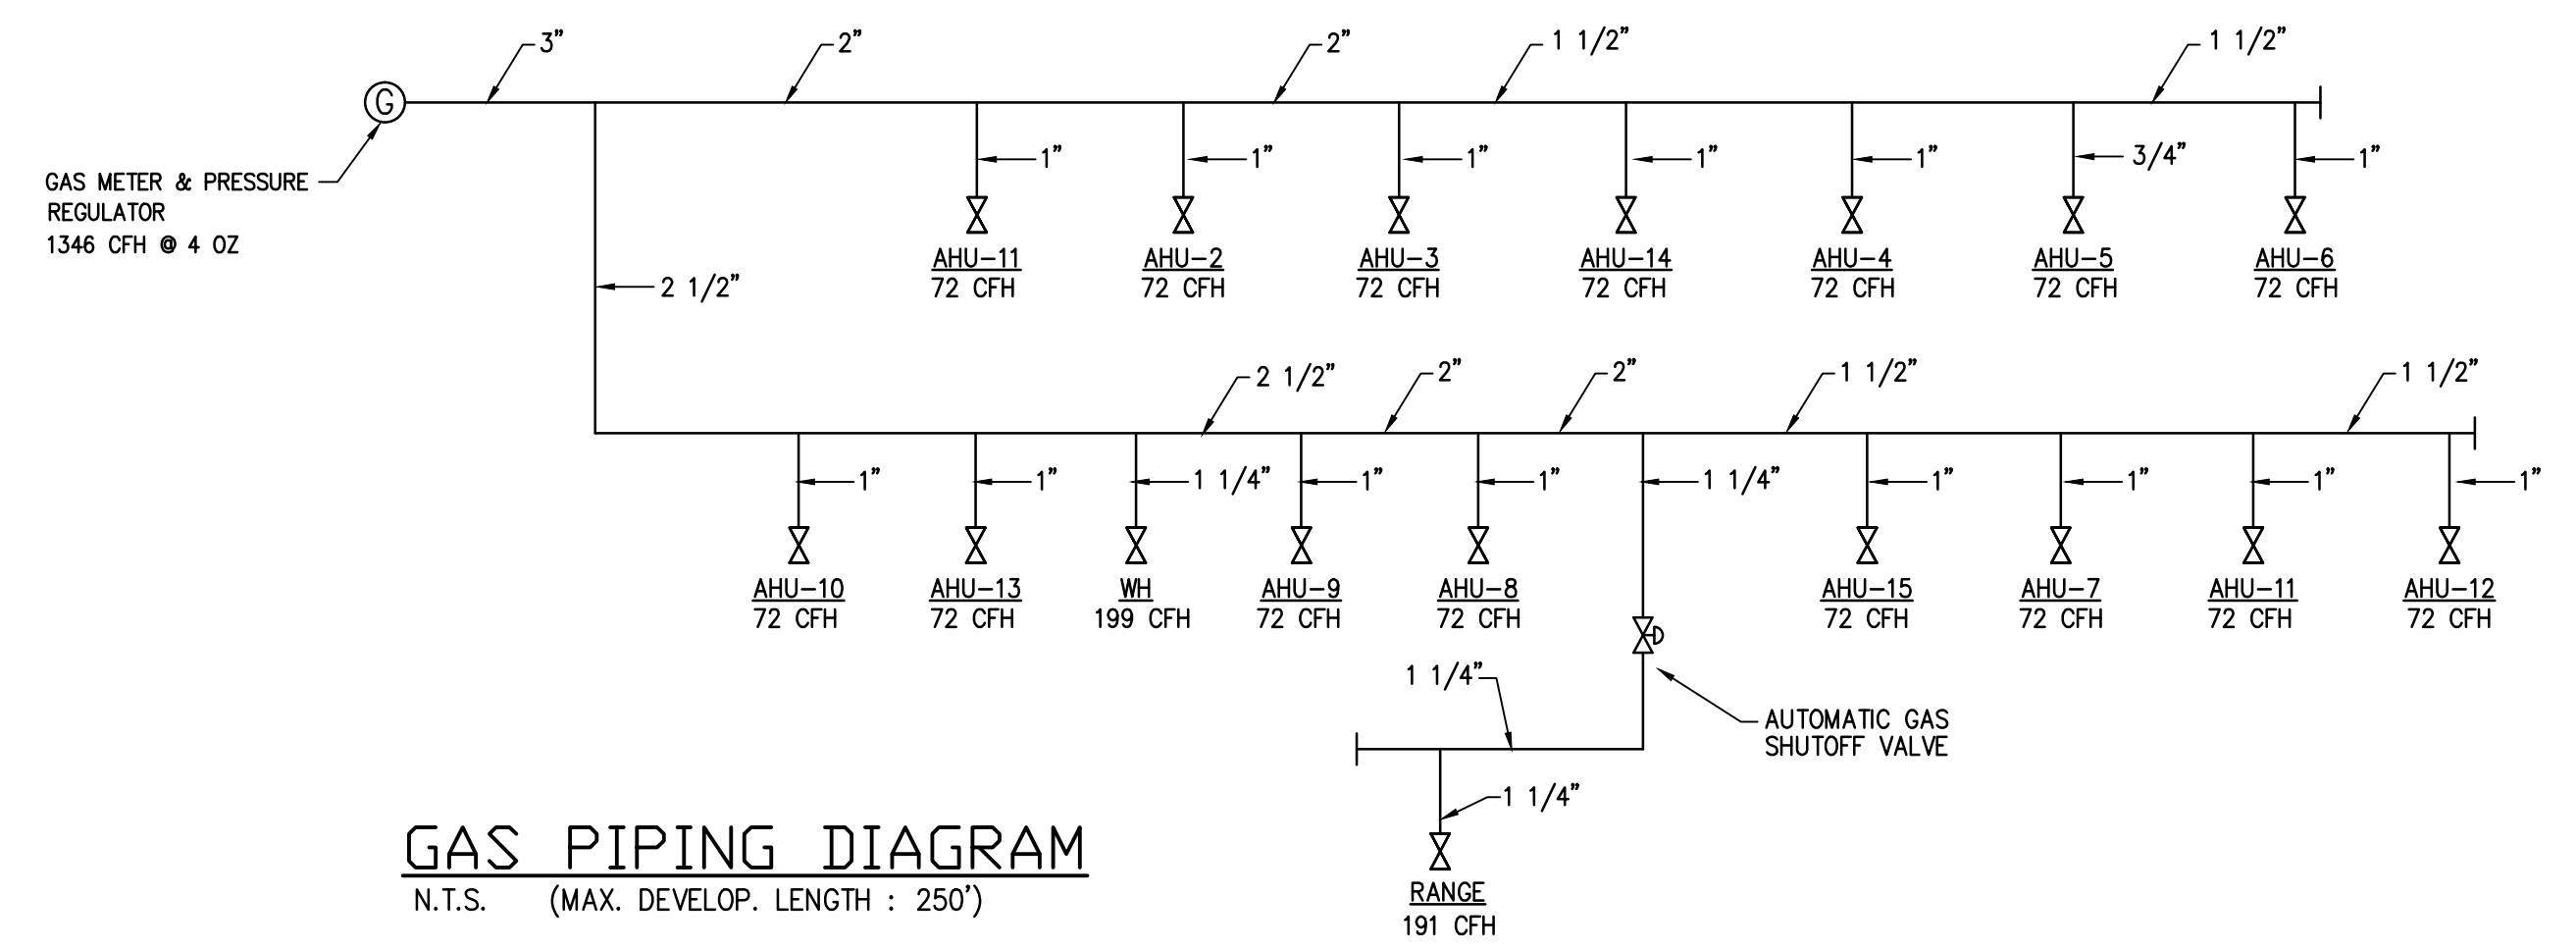 3”
2”
2”
1 1/2”
1 1/2”
G
1”
1”
1”
1”
1”
3/4”
1”
GAS METER & PRESSURE
REGULATOR
1346 CFH @ 4 OZ
AHU-11
72 CFH
AHU-2
72 CFH
AHU-3
72 CFH
AHU-14
72 CFH
AHU-4
72 CFH
AHU-5
72 CFH
AHU-6
72 CFH
2 1/2”
2 1/2”
2”
2”
1 1/2”
1 1/2”
1”
1”
1 1/4”
1”
1”
1 1/4”
1”
1”
1”
1”
AHU-10
72 CFH
AHU-13
72 CFH
WH
199 CFH
AHU-9
72 CFH
AHU-8
72 CFH
AHU-15
72 CFH
AHU-7
72 CFH
AHU-11
72 CFH
AHU-12
72 CFH
1 1/4”
AUTOMATIC GAS
SHUTOFF VALVE
1 1/4”
RANGE
191 CFH
GAS PIPING DIAGRAM
N.T.S. (MAX. DEVELOP. LENGTH : 250’)